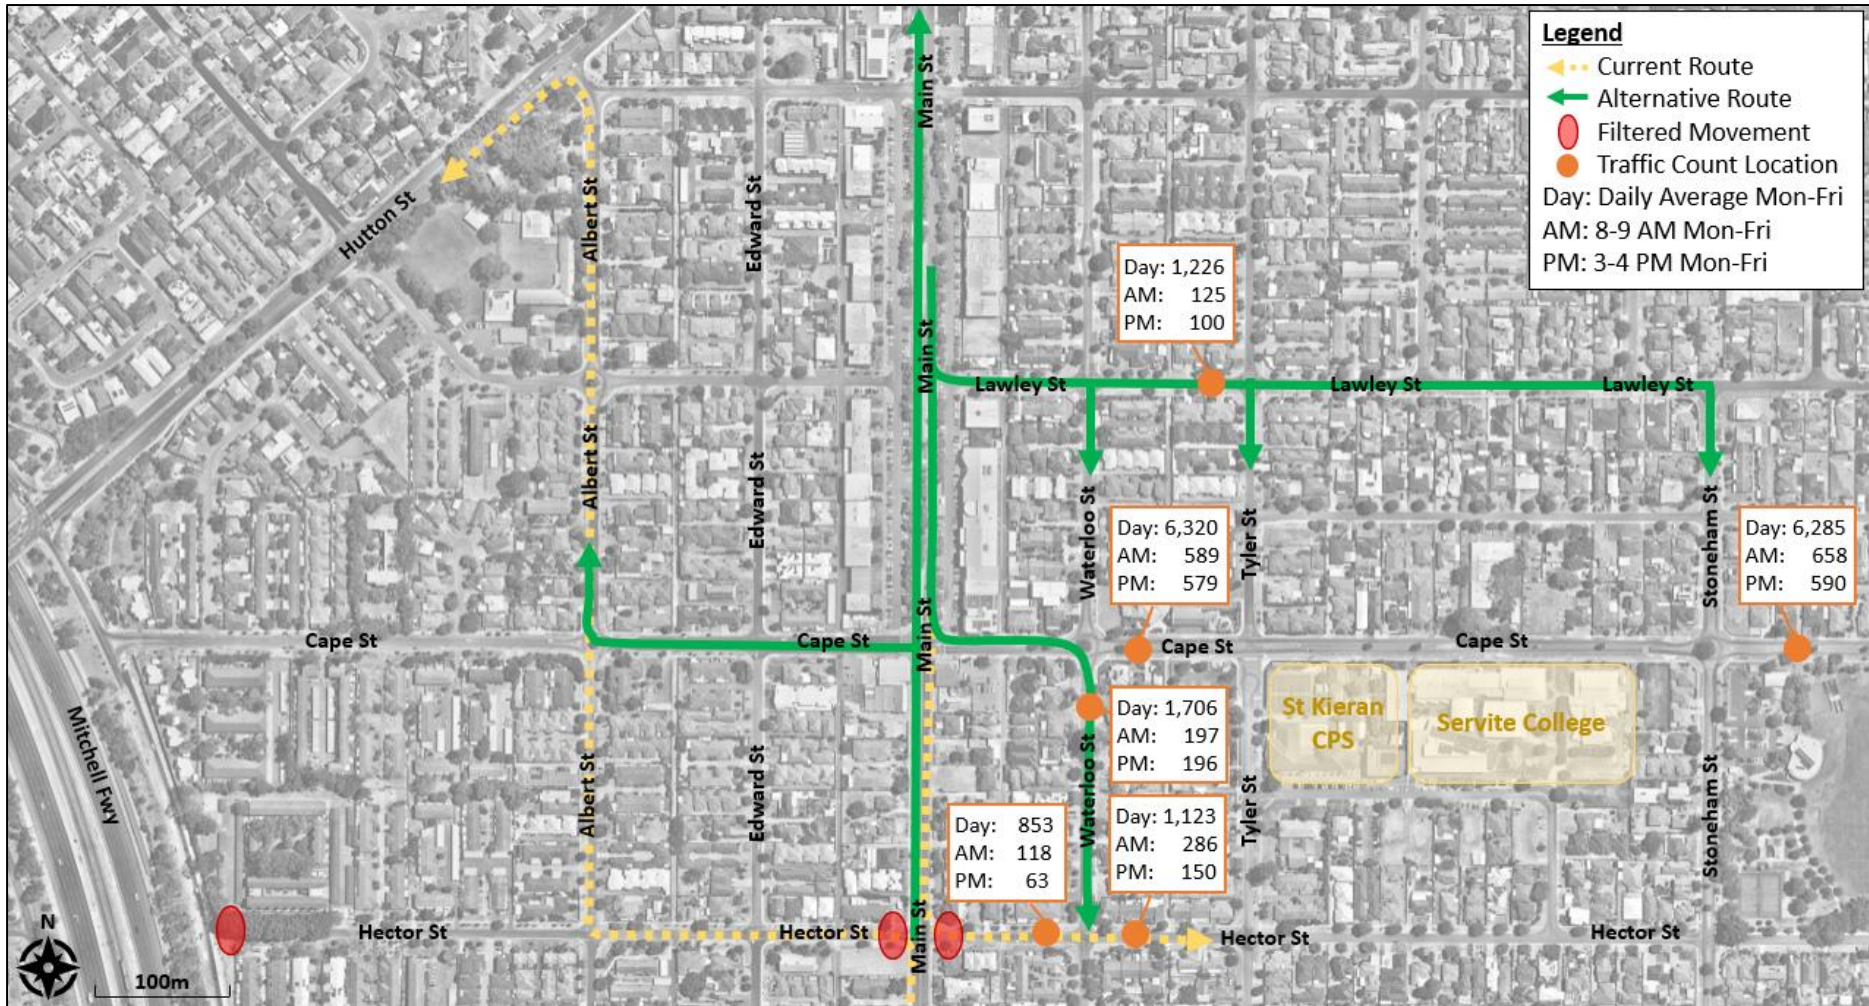 Legend
Current Route
Alternative Route
Filtered Movement
Traffic Count Location
Day: Daily Average Mon-Fri
AM: 8-9 AM Mon-Fri
PM: 3-4 PM Mon-Fri
Main St
Hutton St
Albert St
Edward St
Day: 1,226
AM: 125
PM: 100
Main St
Lawley St
Lawley St
Lawley St
Albert St
Edward St
Waterloo St
Tyler St
Stoneham St
Day: 6,320
AM: 589
PM: 579
Day: 6,285
AM: 658
PM: 590
Cape St
Cape St
Main St
Cape St
Cape St
Mitchell Fwy
Albert St
Edward St
Waterloo St
Day: 1,706
AM: 197
PM: 196
St Kieran
CPS
Servite College
Tyler St
Stoneham St
Day: 853
AM: 118
PM: 63
Day: 1,123
AM: 286
PM: 150
N
100m
Hector St
Hector St
Main St
Hector St
Hector St